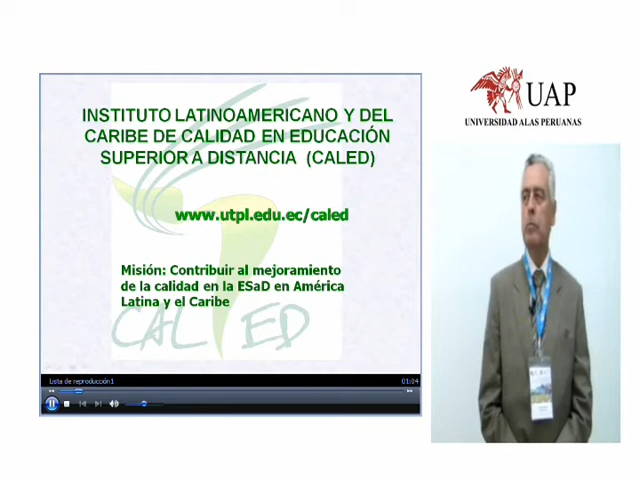 INSTITUTO LATINOAMERICANO Y DEL
CARIBE DE CALIDAD EN EDUCACIÓN
SUPERIOR A DISTANCIA (CALED)
www.utpl.edu.ec/caled
Misión: Contribuir al mejoramiento
de la calidad en la ESaD en América
Latina y el Caribe
CALED
Lista de reproducción1
01:04
UAP
UNIVERSIDAD ALAS PERUANAS